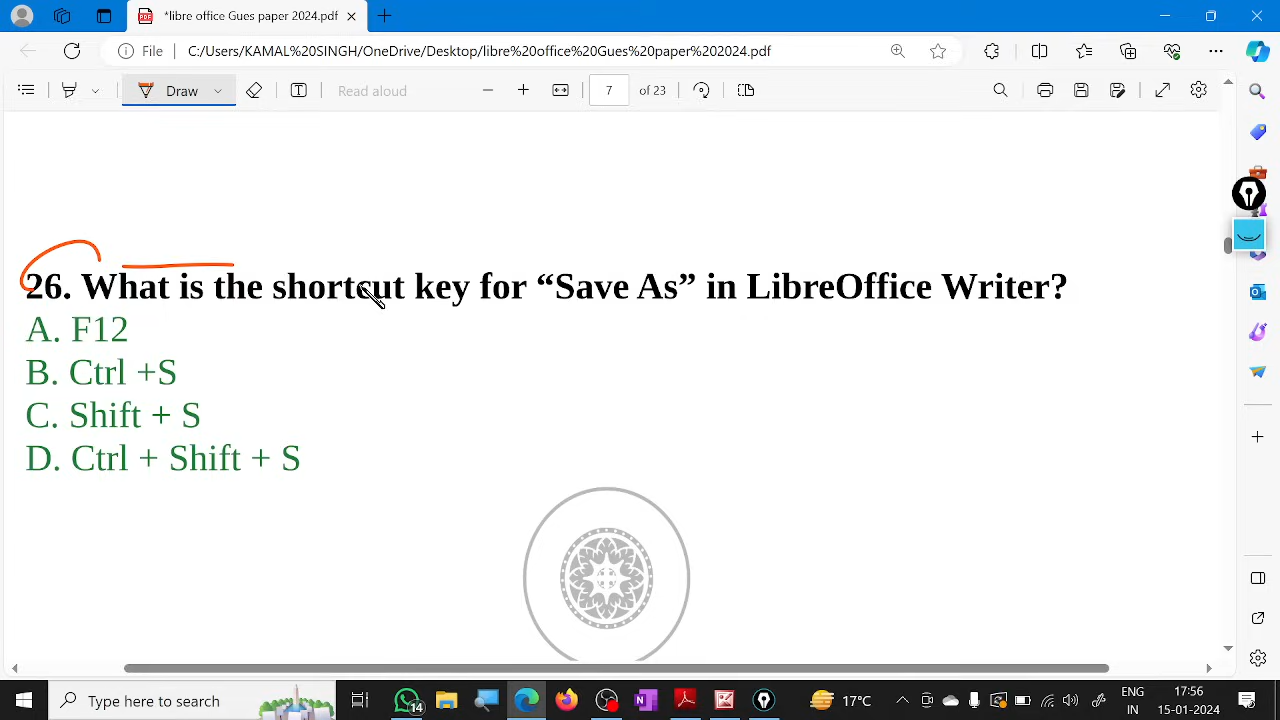 *libre office Gues paper 2024.pdf
File
C:/Users/KAMAL%20SINGH/OneDrive/Desktop/libre%20office%20Gues%20paper%202024.pdf
Draw
Read aloud
7
of 23
26. What is the shortcut key for “Save As” in LibreOffice Writer?
A. F12
B. Ctrl +S
C. Shift + S
D. Ctrl + Shift + S
Type here to search
14
17°C
ENG
IN
17:56
15-01-2024